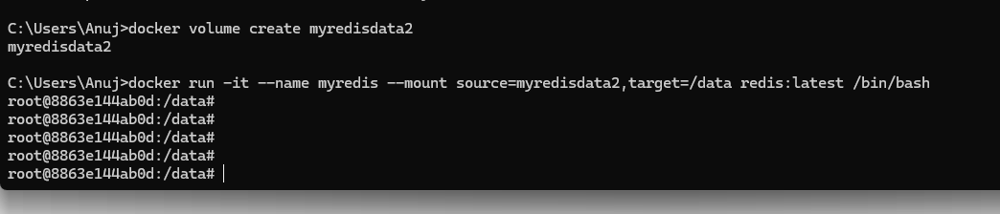 C:\Users\Anuj>docker volume create myredisdata2
myredisdata2
C:\Users\Anuj>docker run -it --name myredis --mount source=myredisdata2,target=/data redis:latest /bin/bash
root@8863e144ab0d:/data#
root@8863e144ab0d:/data#
root@8863e144ab0d:/data#
root@8863e144ab0d:/data#
root@8863e144ab0d:/data#